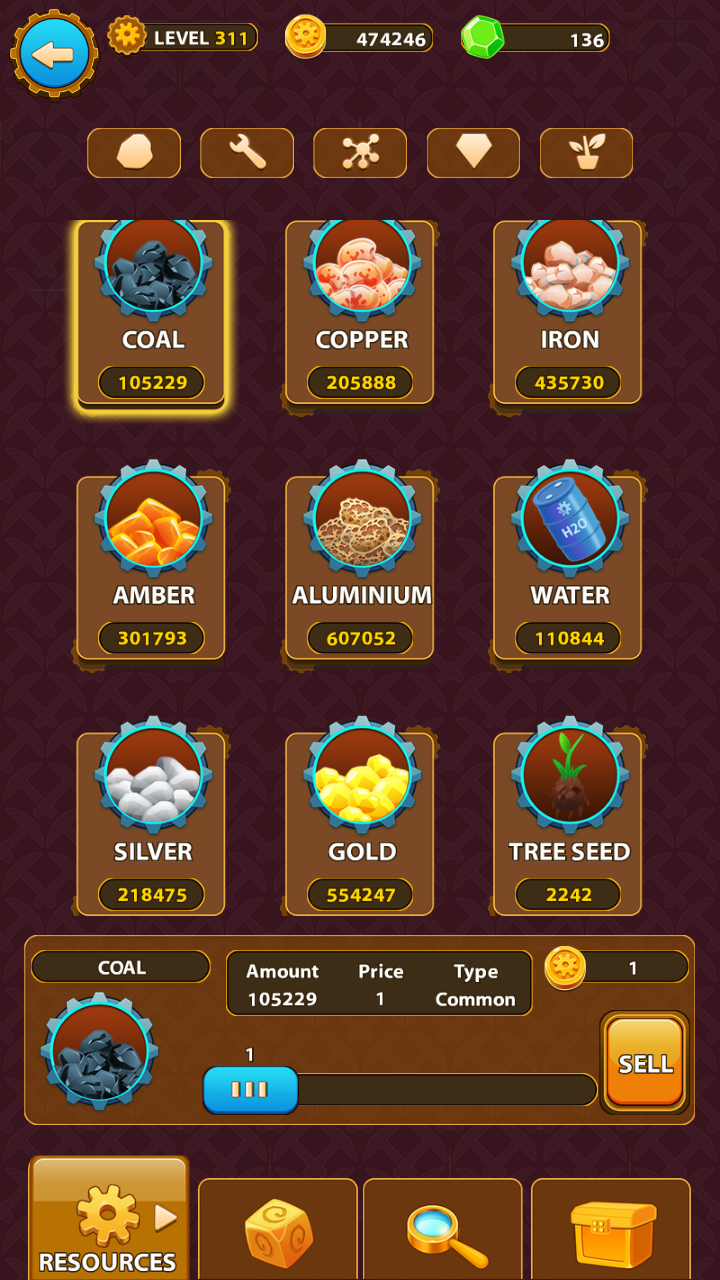 LEVEL 311
474246
136
COAL
COPPER
IRON
105229
205888
435730
H2O
AMBER
ALUMINIUM
WATER
301793
607052
110844
SILVER
GOLD
TREE SEED
218475
554247
2242
COAL
Amount Price Type
105229 1 Common
1
1
SELL
RESOURCES